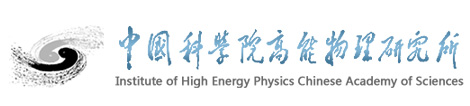 中国科学院高能物理研究所
Institute of High Energy Physics Chinese Academy of Sciences